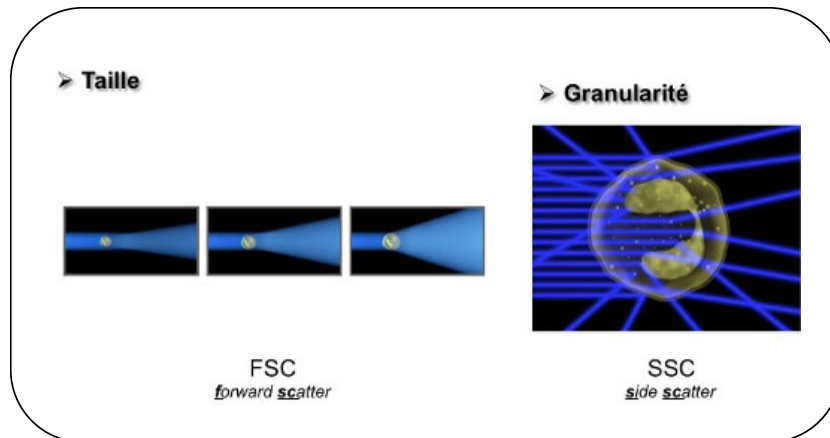 ➢ Taille
➢ Granularité
FSC
forward scatter
SSC
side scatter